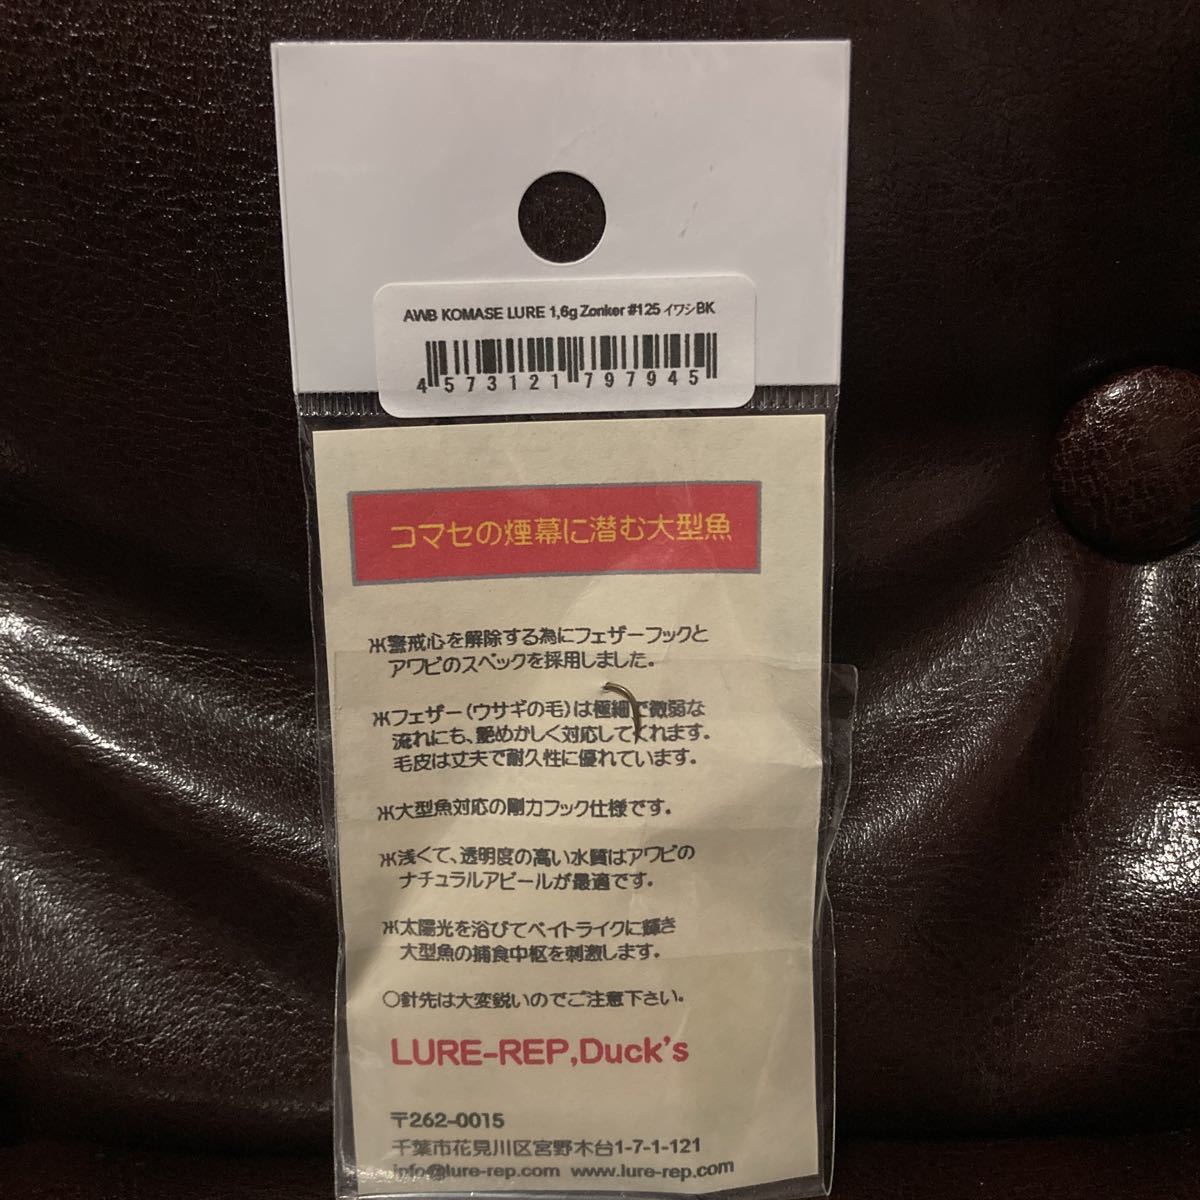 AWB KOMASE LURE 1,6g Zonker #125 イワシBK
4 573121 797945
コマセの煙幕に潜む大型魚
※警戒心を解除する為にフェザーフックと
アワビのスペックを採用しました。
※フェザー(ウサギの毛)は極細で微弱な
流れにも、艶めかしく対応してくれます。
毛皮は丈夫で耐久性に優れています。
※大型魚対応の剛力フック仕様です。
※浅くて、透明度の高い水質はアワビの
ナチュラルアピールが最適です。
※太陽光を浴びてベイトライクに輝き
大型魚の捕食中枢を刺激します。
○針先は大変鋭いのでご注意下さい。
LURE-REP,Duck's
〒262-0015
千葉市花見川区宮野木台1-7-1-121
info@lure-rep.com www.lure-rep.com